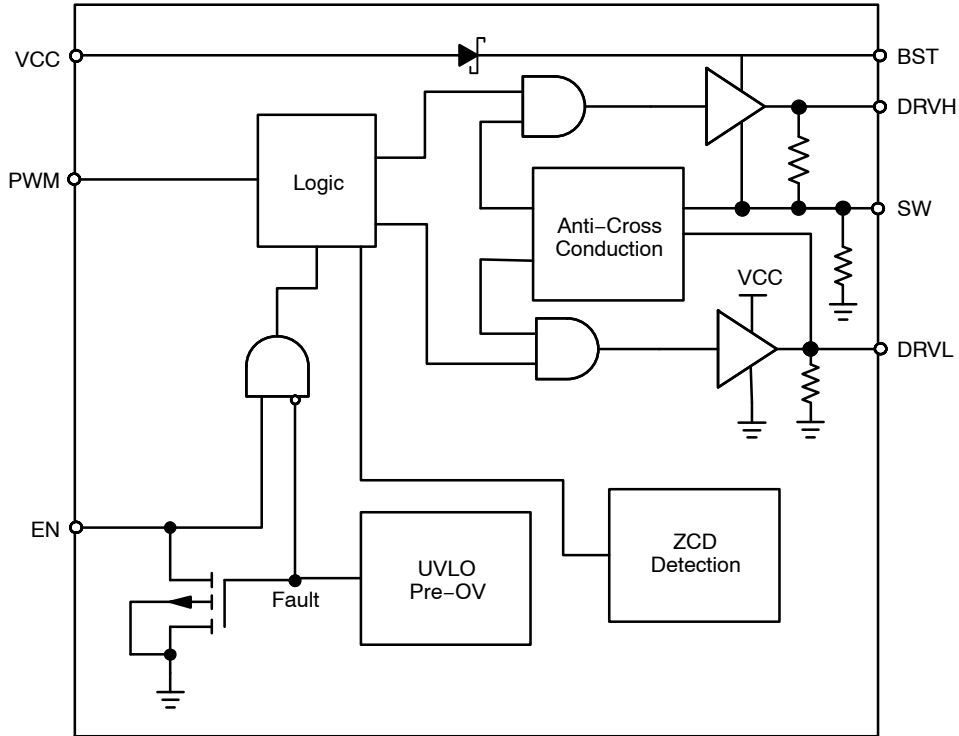 VCC
BST
DRVH
PWM
Logic
SW
Anti−Cross
Conduction
VCC
DRVL
EN
UVLO
Pre−OV
ZCD
Detection
Fault